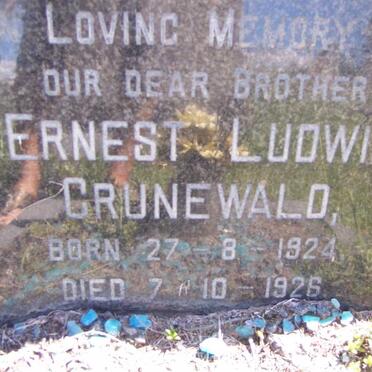 LOVING MEMORY
OUR DEAR BROTHER
ERNEST LUDWI
GRUNEWALD,
BORN 27-8-1924
DIED 7-10-1926